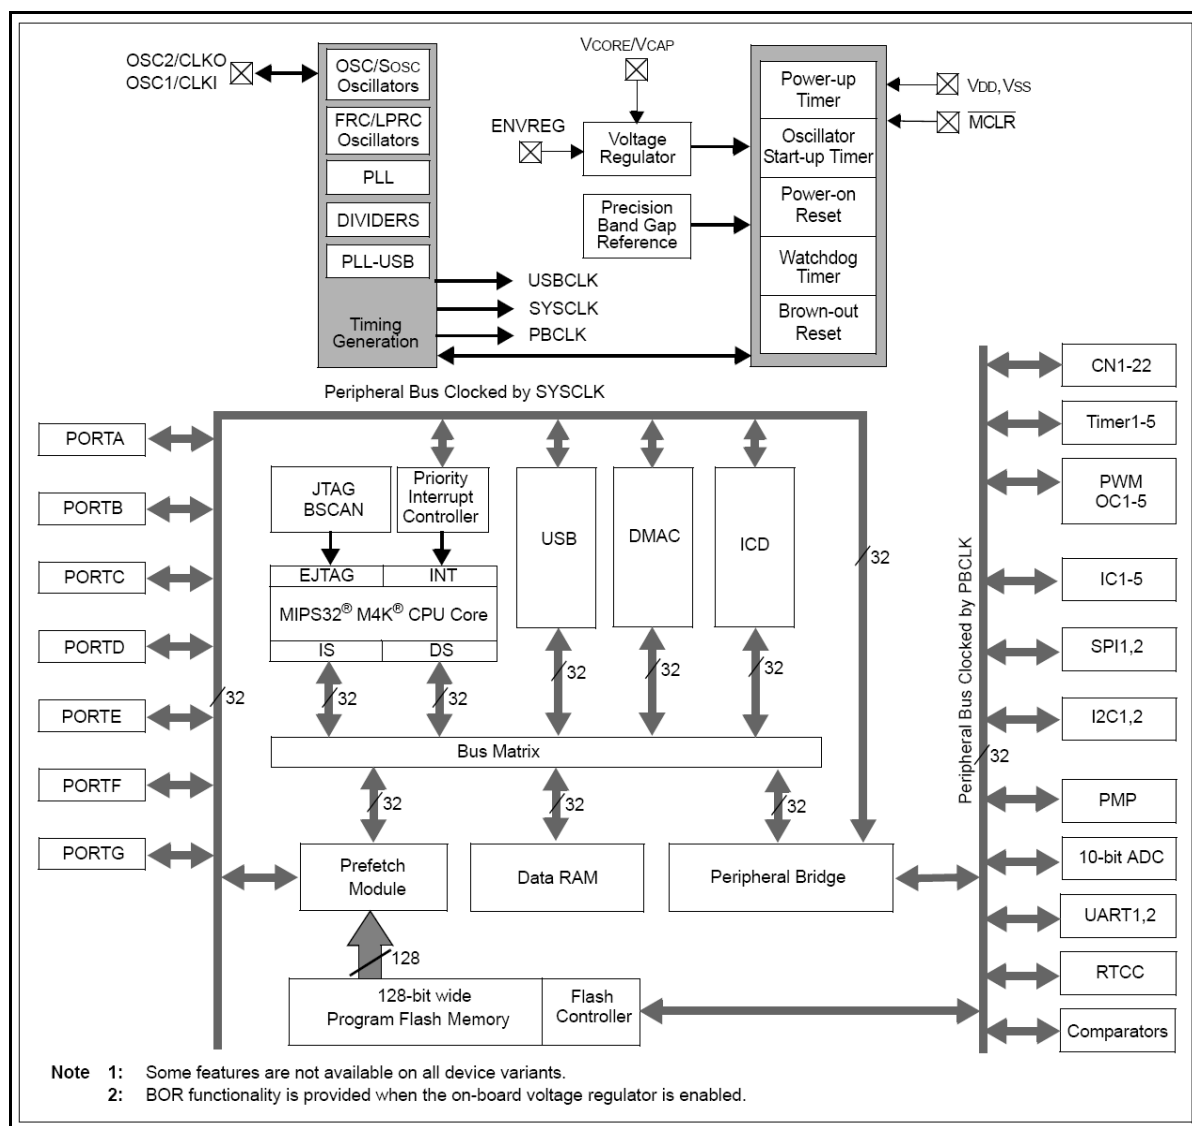 OSC2/CLKO
OSC1/CLKI
OSC/SOSC
Oscillators
FRC/LPRC
Oscillators
PLL
DIVIDERS
PLL-USB
Timing
Generation
USBCLK
SYSCLK
PBCLK
VCORE/VCAP
ENVREG
Voltage
Regulator
Precision
Band Gap
Reference
Power-up
Timer
Oscillator
Start-up Timer
Power-on
Reset
Watchdog
Timer
Brown-out
Reset
VDD, VSS
MCLR
Peripheral Bus Clocked by SYSCLK
PORTA
PORTB
PORTC
PORTD
PORTE
PORTF
PORTG
32
JTAG
BSCAN
Priority
Interrupt
Controller
EJTAG
INT
MIPS32® M4K® CPU Core
IS
DS
USB
DMAC
ICD
32
32
32
32
32
32
Bus Matrix
32
32
32
Prefetch
Module
Data RAM
Peripheral Bridge
128
128-bit wide
Program Flash Memory
Flash
Controller
Peripheral Bus Clocked by PBCLK
32
CN1-22
Timer1-5
PWM
OC1-5
IC1-5
SPI1,2
I2C1,2
PMP
10-bit ADC
UART1,2
RTCC
Comparators
Note 1: Some features are not available on all device variants.
2: BOR functionality is provided when the on-board voltage regulator is enabled.